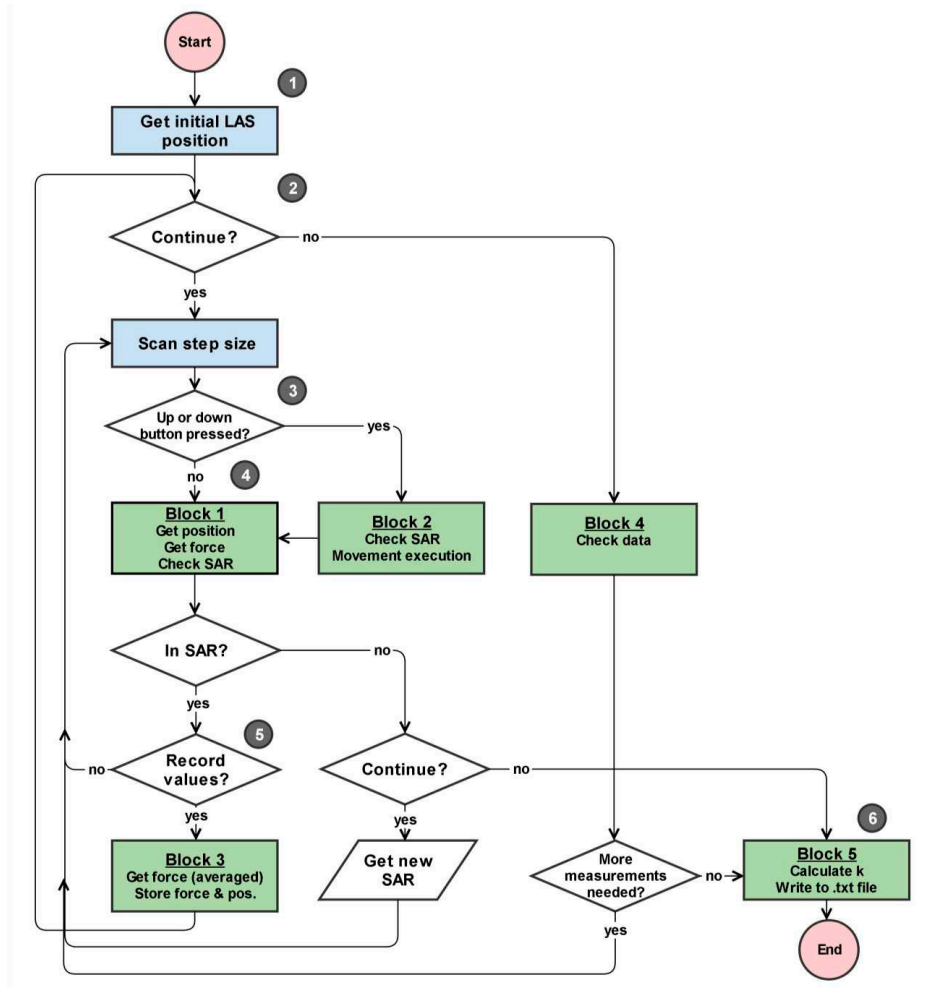 Start
1
Get initial LAS
position
2
Continue?
no
yes
Scan step size
3
Up or down
button pressed?
yes
no
4
Block 1
Get position
Get force
Check SAR
Block 2
Check SAR
Movement execution
Block 4
Check data
In SAR?
no
yes
5
Record
values?
no
yes
Continue?
no
yes
6
Block 3
Get force (averaged)
Store force & pos.
Get new
SAR
More
measurements
needed?
no
yes
Block 5
Calculate k
Write to .txt file
End